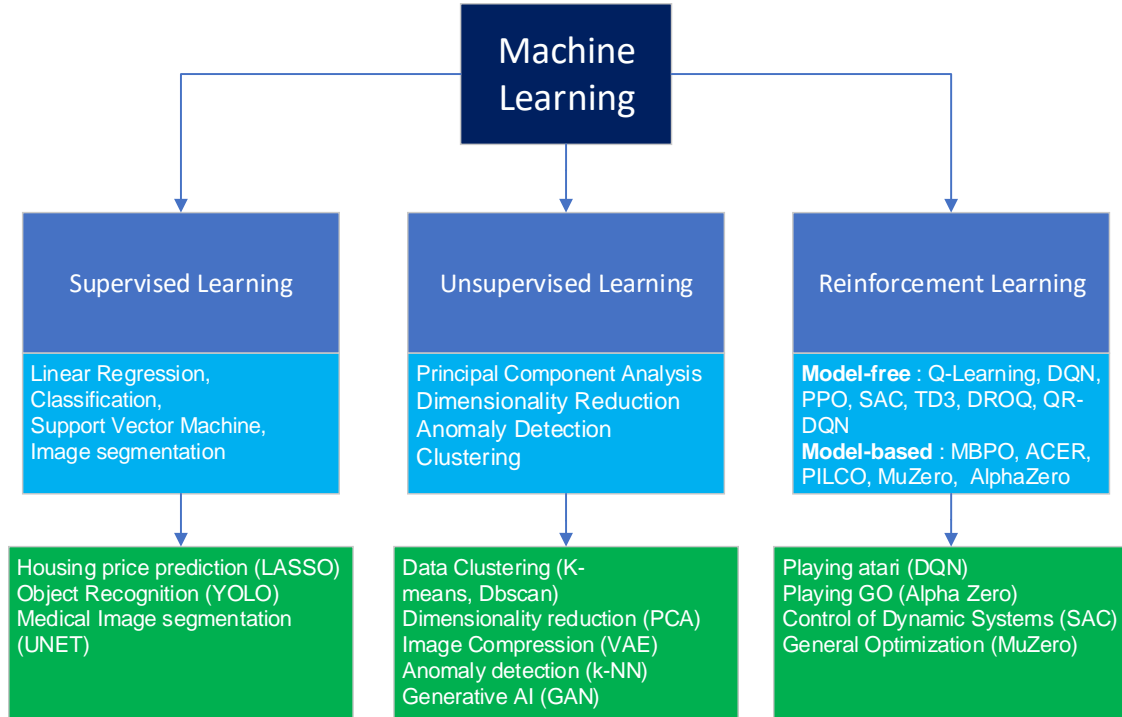 Machine
Learning
Supervised Learning
Unsupervised Learning
Reinforcement Learning
Linear Regression,
Classification,
Support Vector Machine,
Image segmentation
Principal Component Analysis
Dimensionality Reduction
Anomaly Detection
Clustering
Model-free : Q-Learning, DQN,
PPO, SAC, TD3, DROQ, QR-
DQN
Model-based : MBPO, ACER,
PILCO, MuZero, AlphaZero
Housing price prediction (LASSO)
Object Recognition (YOLO)
Medical Image segmentation
(UNET)
Data Clustering (K-
means, Dbscan)
Dimensionality reduction (PCA)
Image Compression (VAE)
Anomaly detection (k-NN)
Generative AI (GAN)
Playing atari (DQN)
Playing GO (Alpha Zero)
Control of Dynamic Systems (SAC)
General Optimization (MuZero)